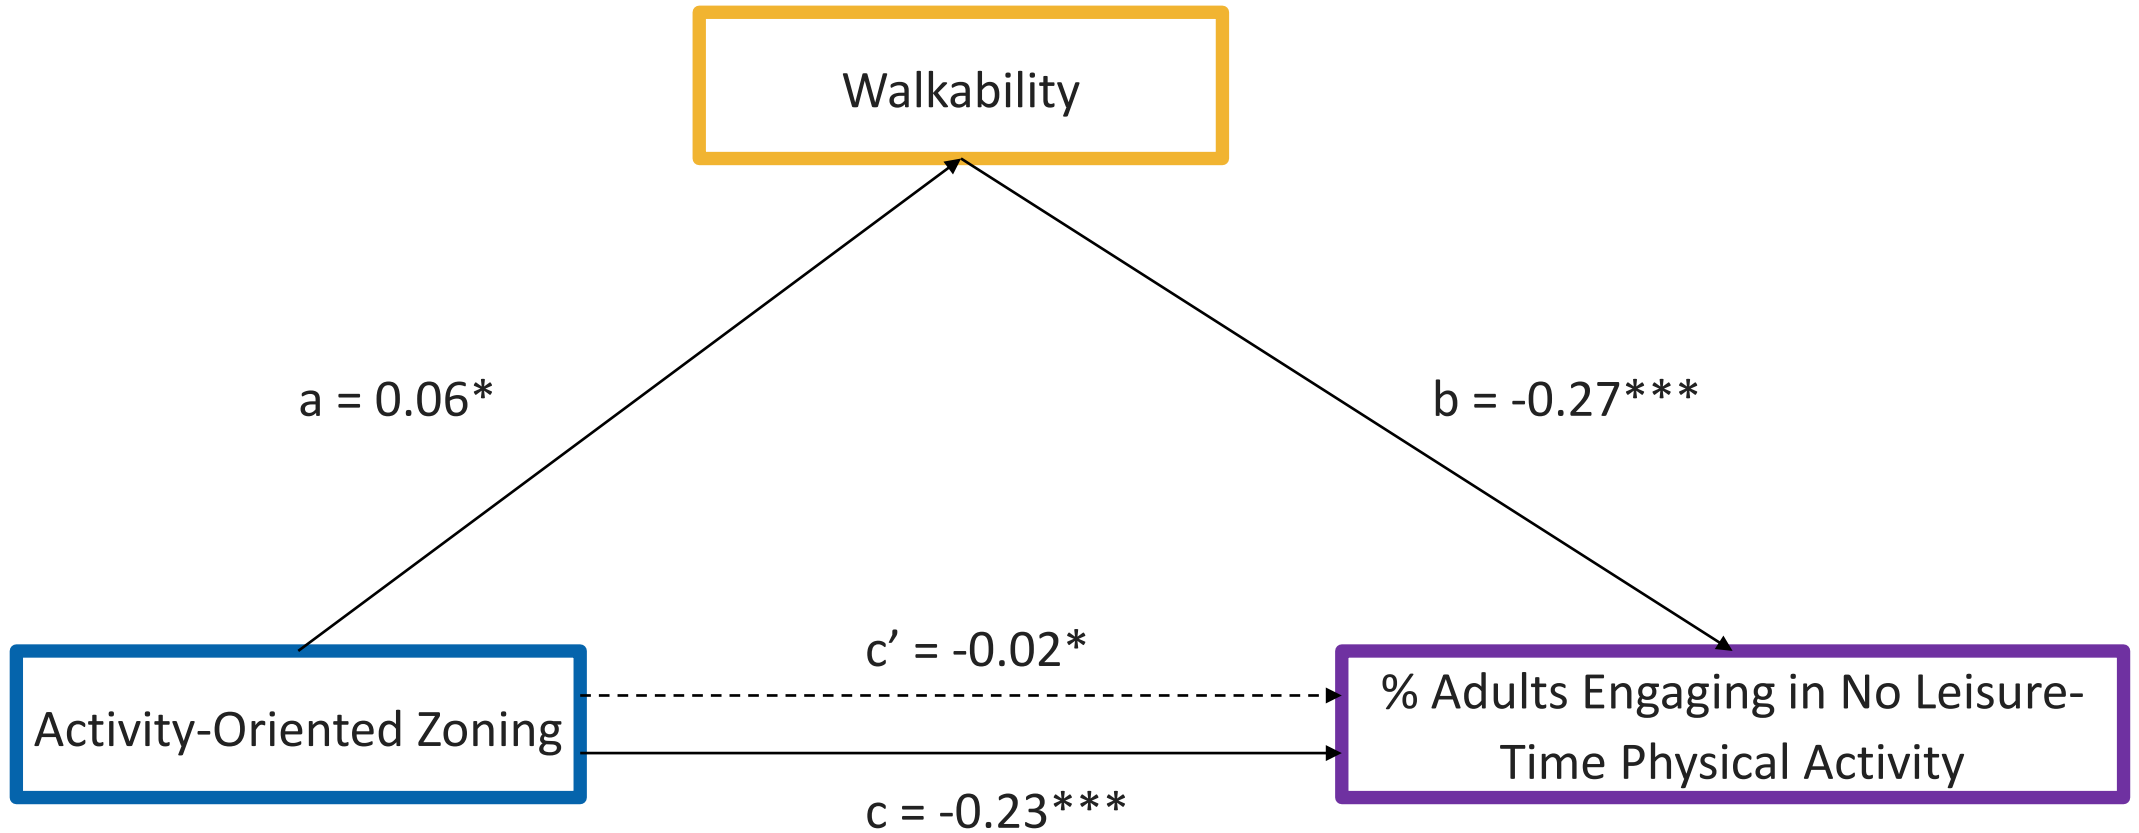 Walkability
a = 0.06*
b = -0.27***
c’ = -0.02*
Activity-Oriented Zoning
% Adults Engaging in No Leisure-
Time Physical Activity
c = -0.23***